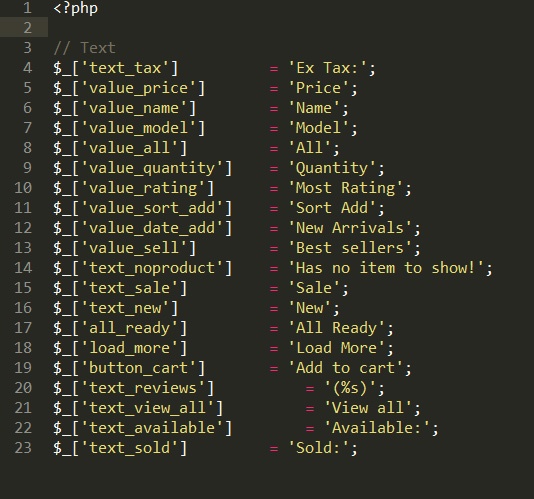 1 <?php
2
3 // Text
4 $_['text_tax'] = 'Ex Tax:';
5 $_['value_price'] = 'Price';
6 $_['value_name'] = 'Name';
7 $_['value_model'] = 'Model';
8 $_['value_all'] = 'All';
9 $_['value_quantity'] = 'Quantity';
10 $_['value_rating'] = 'Most Rating';
11 $_['value_sort_add'] = 'Sort Add';
12 $_['value_date_add'] = 'New Arrivals';
13 $_['value_sell'] = 'Best sellers';
14 $_['text_noproduct'] = 'Has no item to show!';
15 $_['text_sale'] = 'Sale';
16 $_['text_new'] = 'New';
17 $_['all_ready'] = 'All Ready';
18 $_['load_more'] = 'Load More';
19 $_['button_cart'] = 'Add to cart';
20 $_['text_reviews'] = '(%s)';
21 $_['text_view_all'] = 'View all';
22 $_['text_available'] = 'Available:';
23 $_['text_sold'] = 'Sold:';